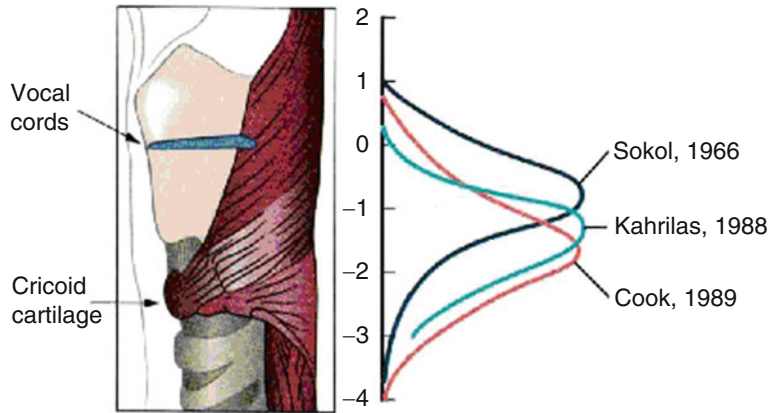 Vocal
cords
Cricoid
cartilage
2
1
0
–1
–2
–3
–4
Sokol, 1966
Kahrilas, 1988
Cook, 1989